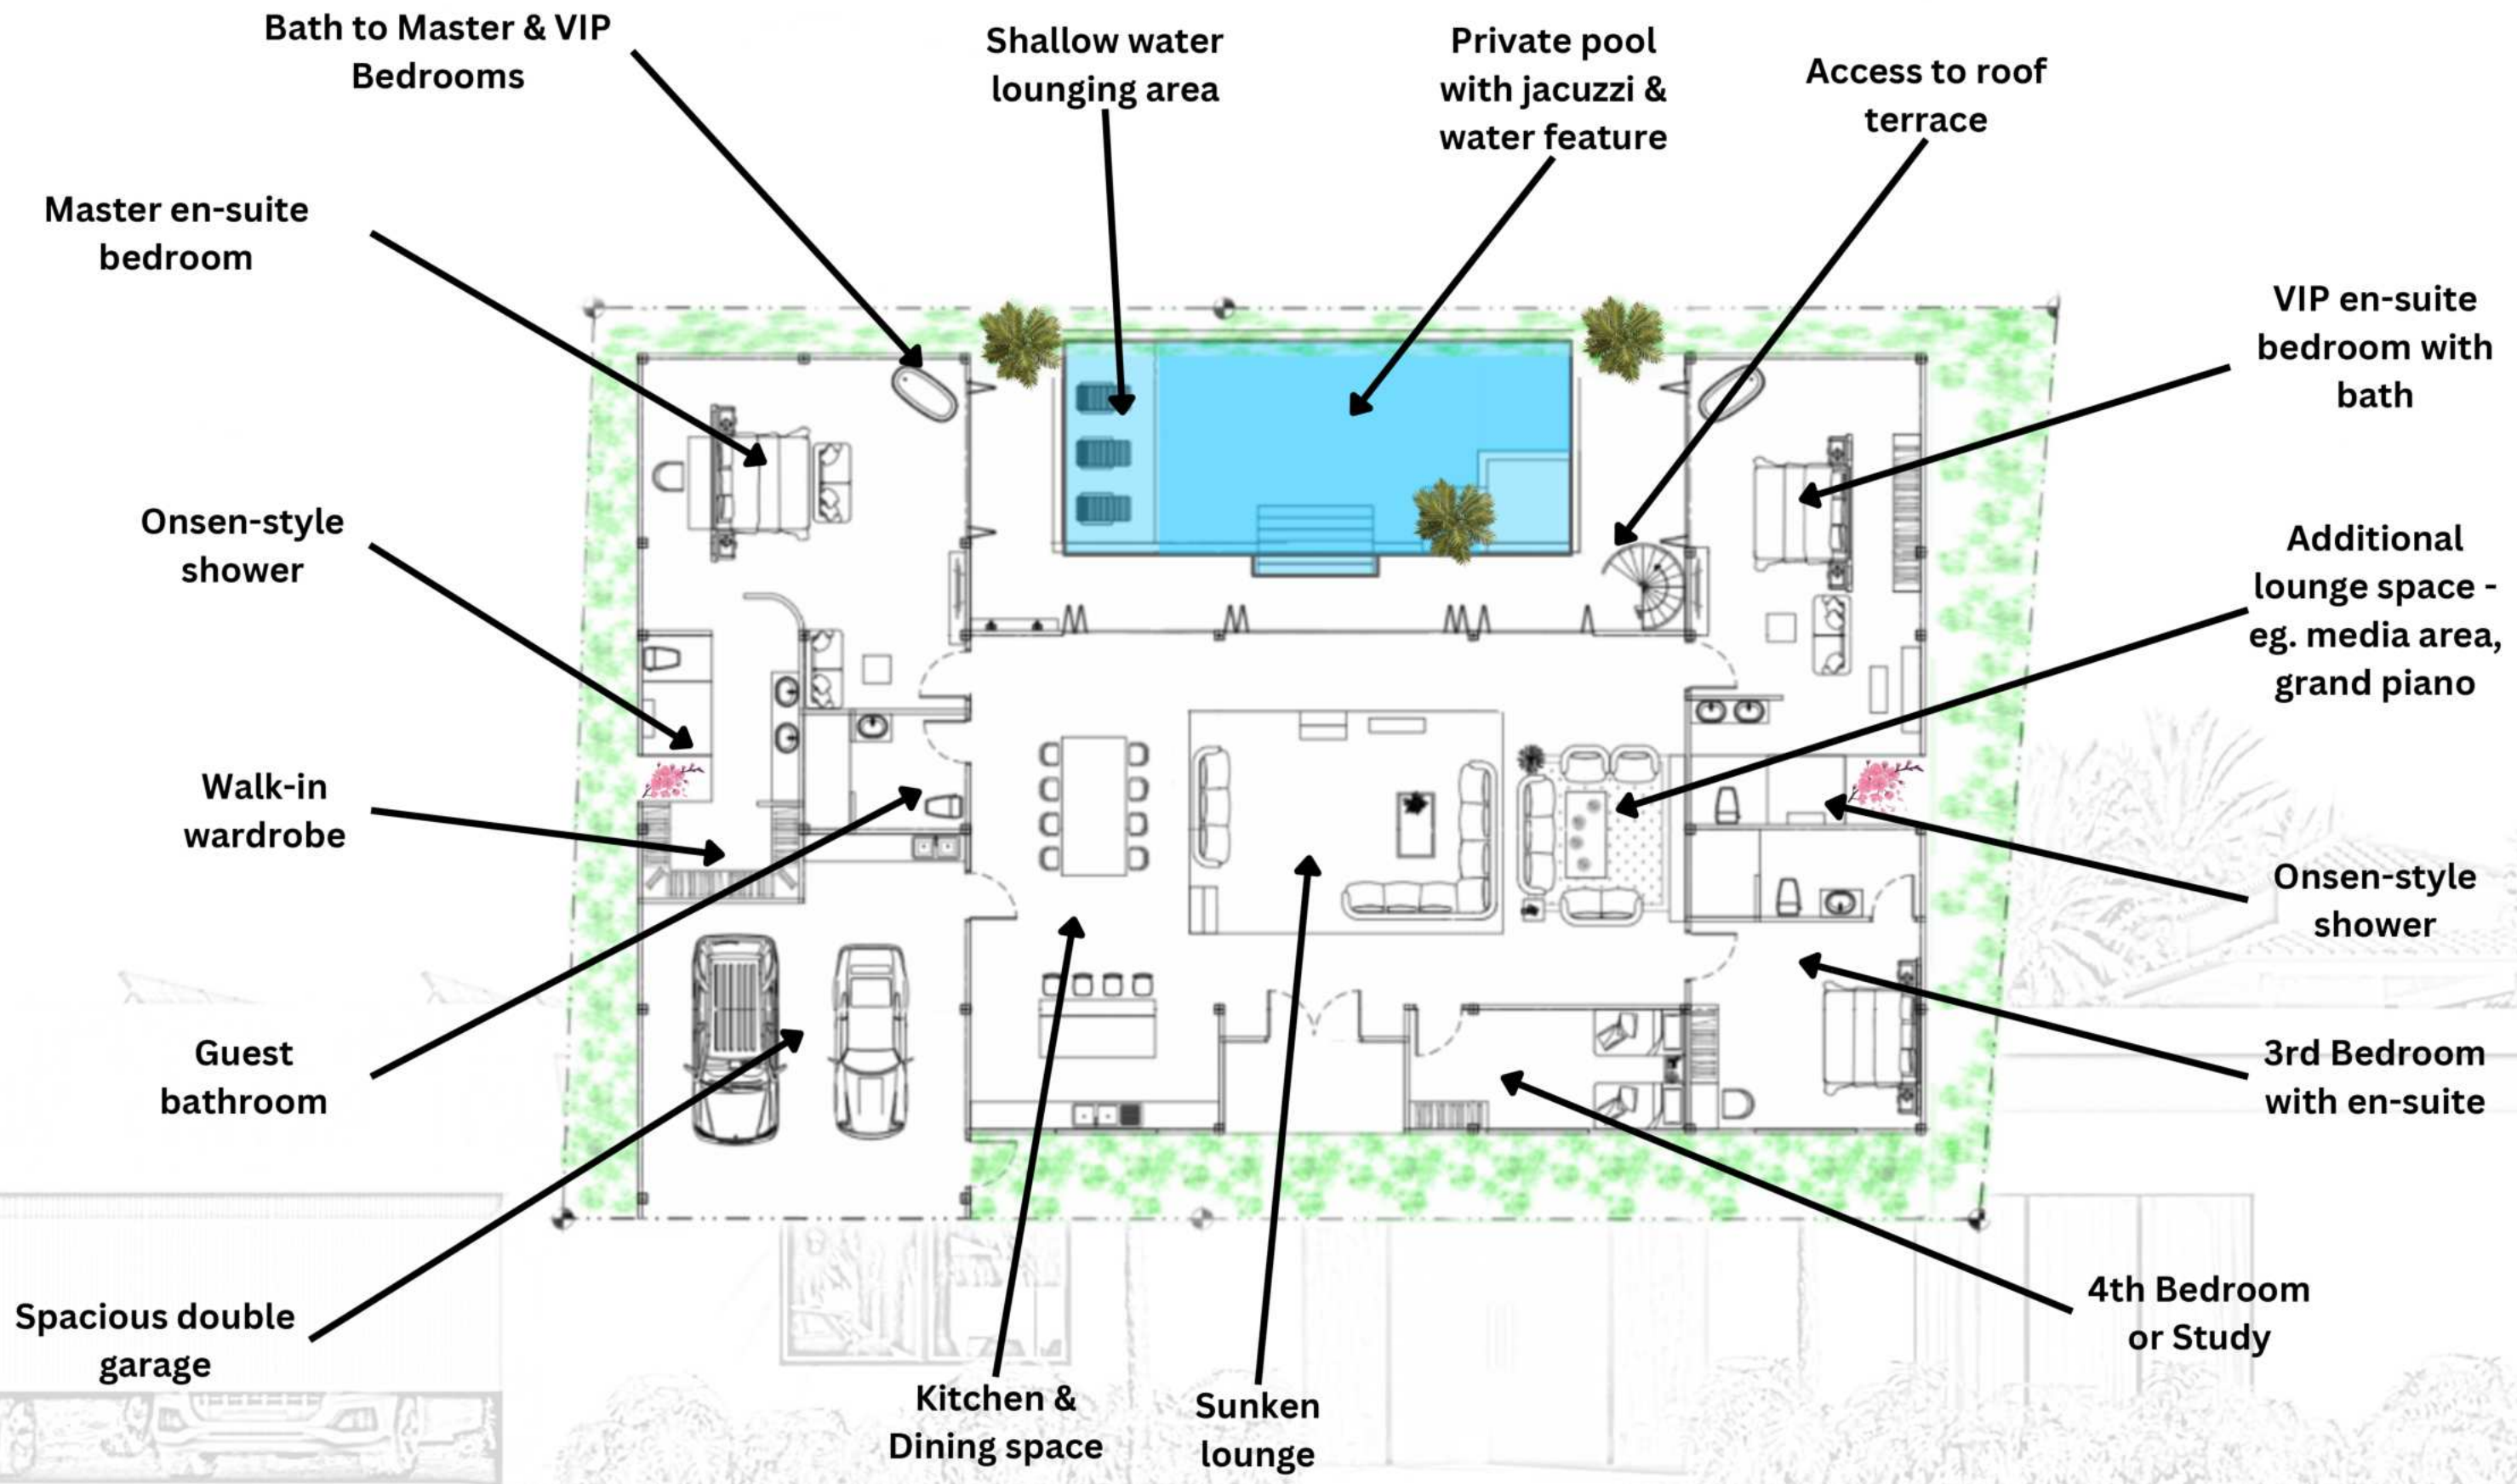 Bath to Master & VIP
Bedrooms
Shallow water
lounging area
Private pool
with jacuzzi &
water feature
Access to roof
terrace
Master en-suite
bedroom
VIP en-suite
bedroom with
bath
Onsen-style
shower
Additional
lounge space -
eg. media area,
grand piano
Walk-in
wardrobe
Onsen-style
shower
Guest
bathroom
3rd Bedroom
with en-suite
Spacious double
garage
4th Bedroom
or Study
Kitchen &
Dining space
Sunken
lounge